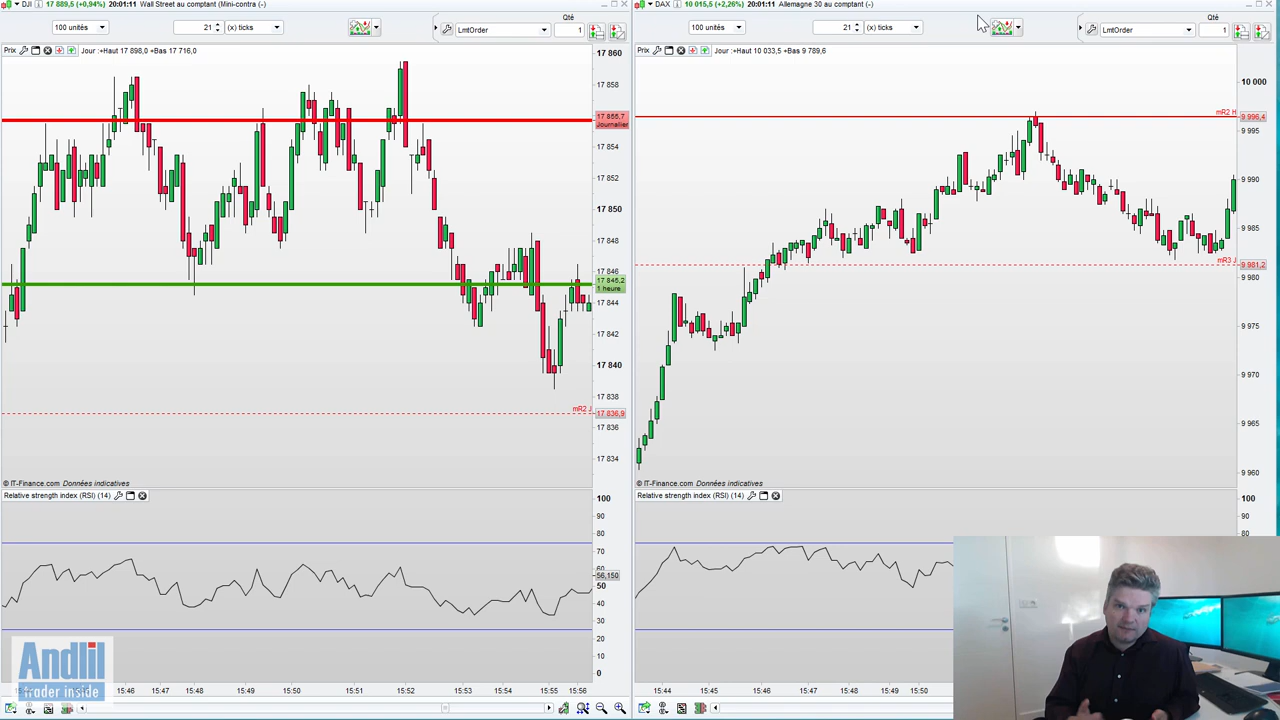 DJI 17 889,5 (+0,94%) 20:01:11 Wall Street au comptant (Mini-contra (-)
100 unités 21 (x) ticks LmtOrder Qté 1
Prix Jour : +Haut 17 898,0 +Bas 17 716,0
17 860
17 858
17 855,7
Journalier
17 854
17 852
17 850
17 848
17 846
17 845,2
1 heure
17 844
17 842
17 840
17 838
mR2 J 17 836,9
17 836
17 834
© IT-Finance.com Données indicatives
Relative strength index (RSI) (14)
100
90
80
70
60
56,150
50
40
30
20
10
0
Andlil
trader inside
15:46 15:48 15:49 15:50 15:51 15:52 15:53 15:55 15:56
DAX 10 015,5 (+2,26%) 20:01:11 Allemagne 30 au comptant (-)
100 unités 21 (x) ticks LmtOrder Qté 1
Prix Jour : +Haut 10 033,5 +Bas 9 789,6
10 000
mR2 H 9 996,4
9 995
9 990
9 985
mR3 J 9 981,2
9 980
9 975
9 970
9 965
9 960
© IT-Finance.com Données indicatives
Relative strength index (RSI) (14)
100
90
80
15:44 15:46 15:47 15:48 15:49 15:50